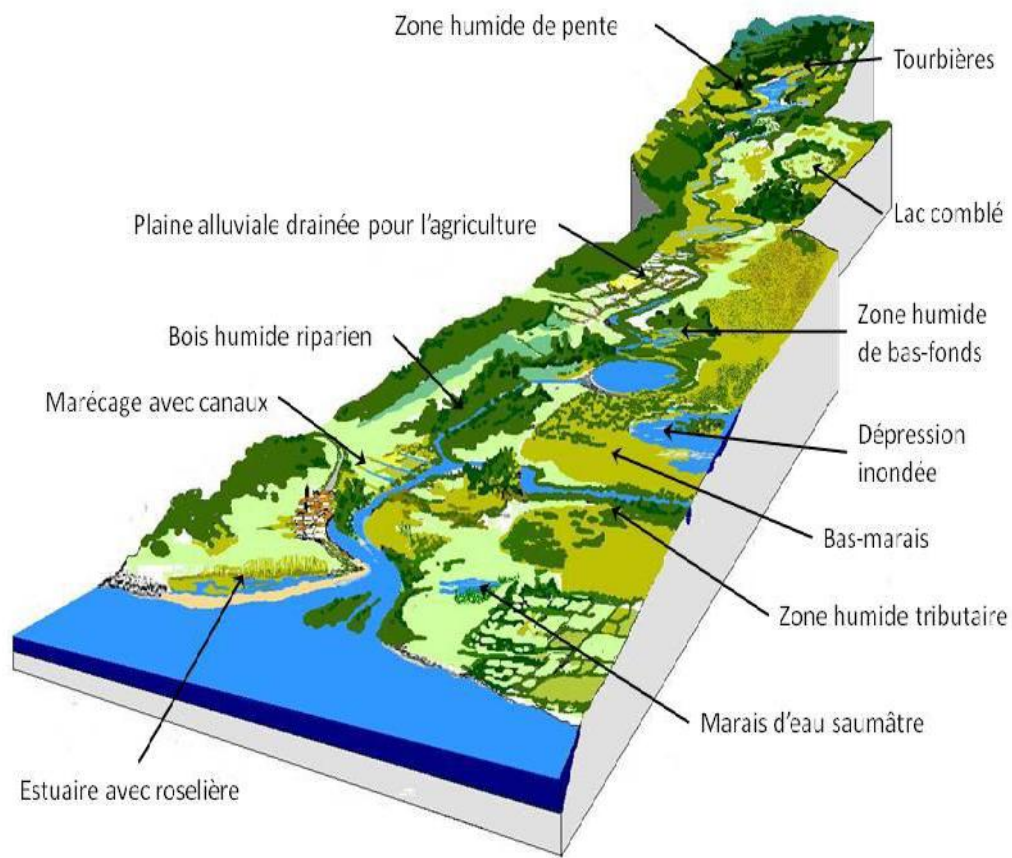 Zone humide de pente
Tourbières
Lac comblé
Plaine alluviale drainée pour l'agriculture
Zone humide
de bas-fonds
Bois humide riparien
Marécage avec canaux
Dépression
inondée
Bas-marais
Zone humide tributaire
Marais d'eau saumâtre
Estuaire avec roselière